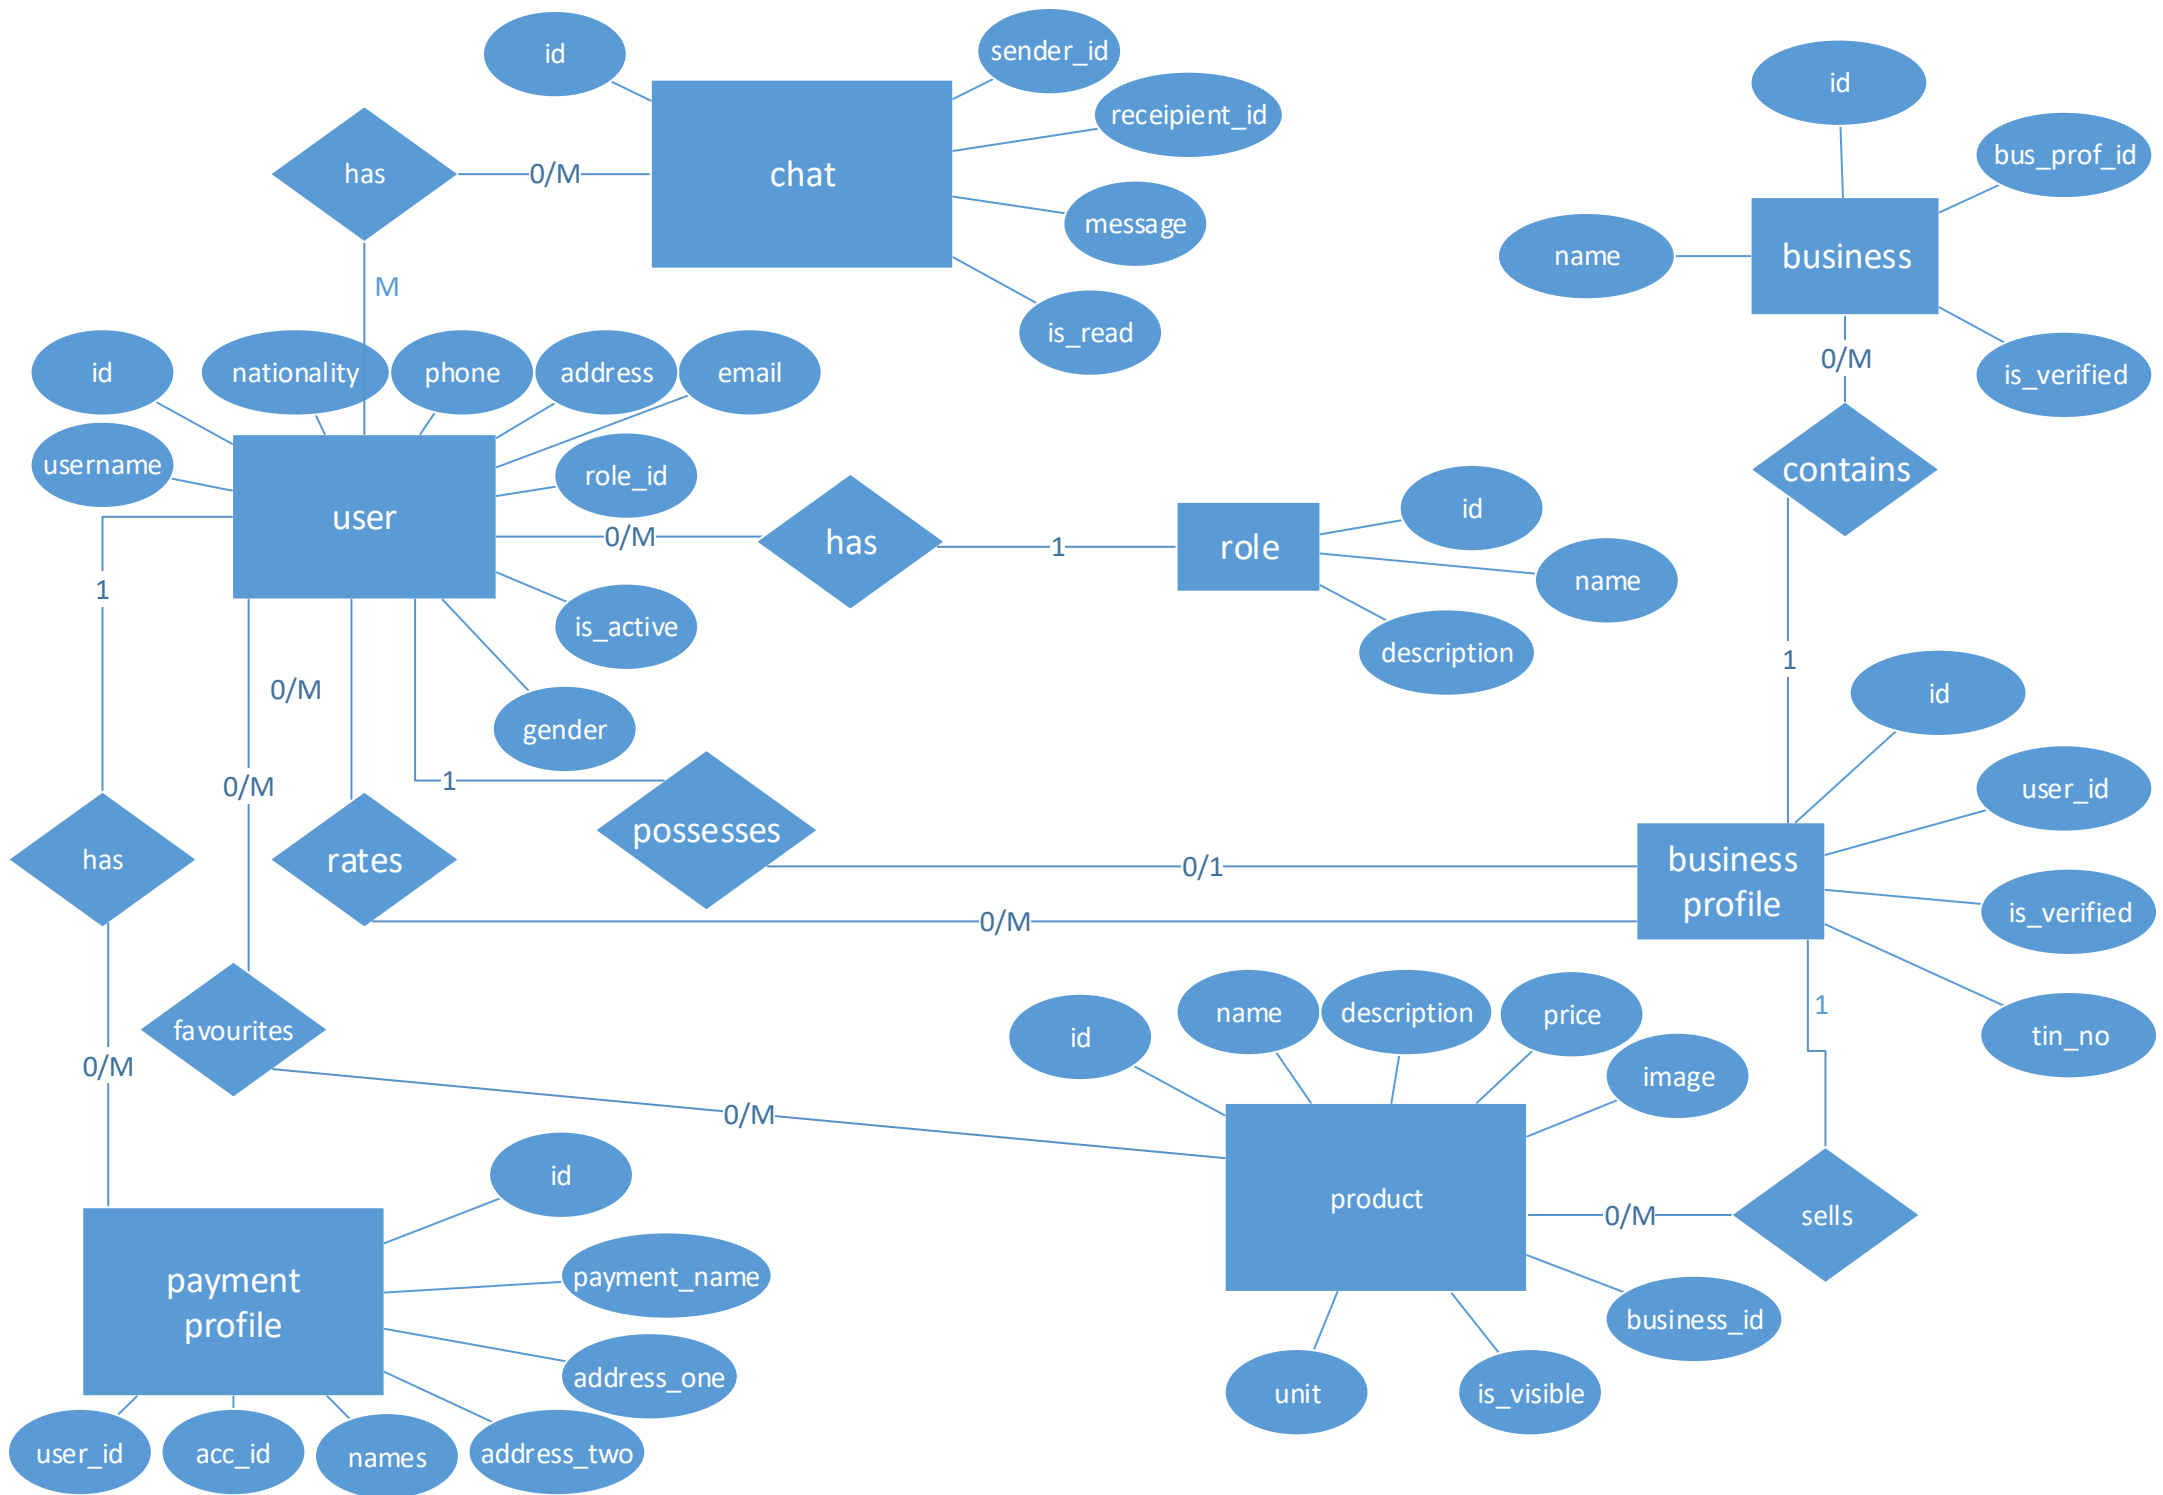 id
sender_id
receipient_id
chat
message
is_read
has
0/M
M
id
bus_prof_id
name
business
is_verified
0/M
contains
1
id
nationality
phone
address
email
username
user
role_id
0/M
has
1
role
id
name
description
is_active
gender
1
0/M
0/M
1
has
rates
possesses
0/1
0/M
business
profile
id
user_id
is_verified
tin_no
1
favourites
0/M
0/M
id
name
description
price
image
product
0/M
sells
business_id
unit
is_visible
payment
profile
id
payment_name
address_one
address_two
user_id
acc_id
names